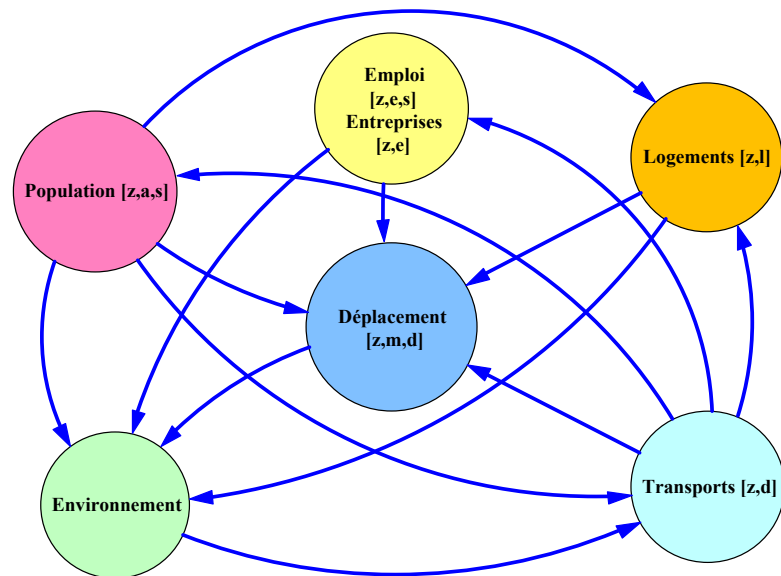 Emploi
[z,e,s]
Entreprises
[z,e]
Logements [z,l]
Population [z,a,s]
Déplacement
[z,m,d]
Environnement
Transports [z,d]